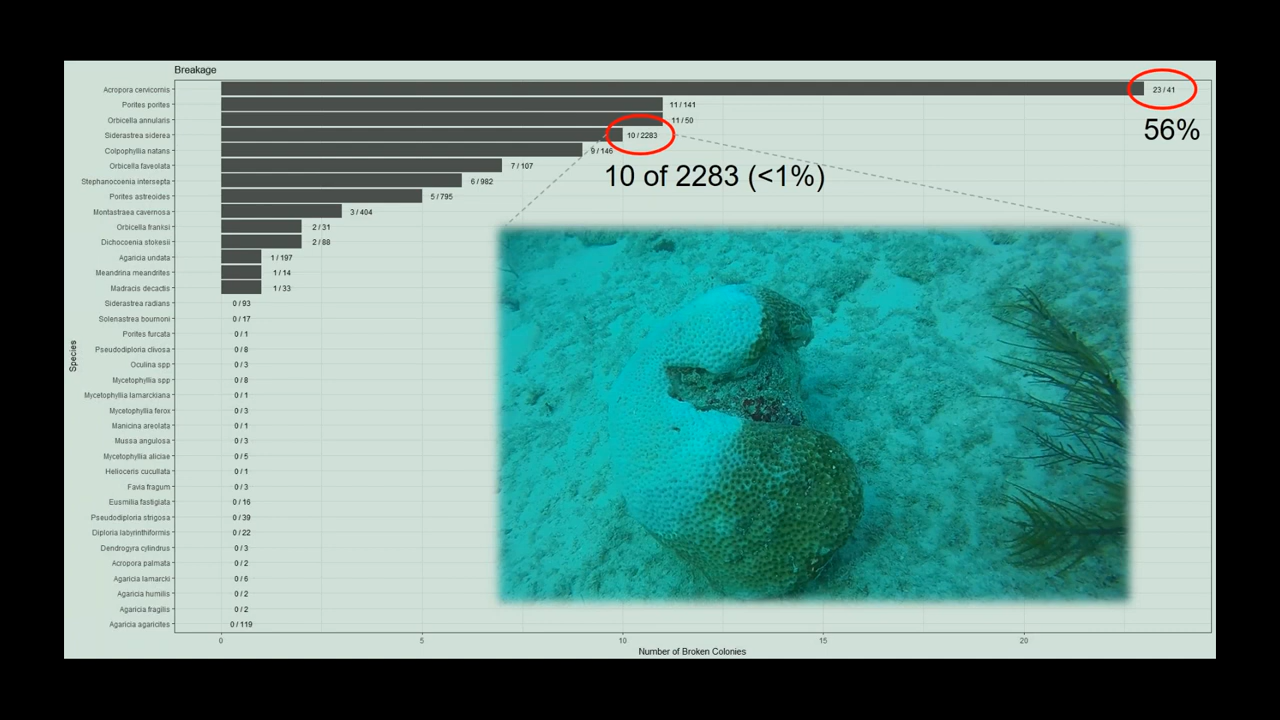 Breakage
Acropora cervicornis 23 / 41
Porites porites 11 / 141
Orbicella annularis 11 / 50
Siderastrea siderea 10 / 2283
56%
Colpophyllia natans 9 / 146
Orbicella faveolata 7 / 107
10 of 2283 (<1%)
Stephanocoenia intersepta 6 / 982
Porites astreoides 5 / 795
Montastraea cavernosa 3 / 404
Orbicella franksi 2 / 31
Dichocoenia stokesii 2 / 88
Agaricia undata 1 / 197
Meandrina meandrites 1 / 14
Madracis decactis 1 / 33
Siderastrea radians 0 / 93
Solenastrea bournoni 0 / 17
Porites furcata 0 / 1
Pseudodiploria clivosa 0 / 8
Oculina spp 0 / 3
Mycetophyllia spp 0 / 8
Mycetophyllia lamarckiana 0 / 1
Mycetophyllia ferox 0 / 3
Manicina areolata 0 / 1
Mussa angulosa 0 / 3
Mycetophyllia aliciae 0 / 5
Helioceris cucullata 0 / 1
Favia fragum 0 / 3
Eusmilia fastigiata 0 / 16
Pseudodiploria strigosa 0 / 39
Diploria labyrinthiformis 0 / 22
Dendrogyra cylindrus 0 / 3
Acropora palmata 0 / 2
Agaricia lamarcki 0 / 6
Agaricia humilis 0 / 2
Agaricia fragilis 0 / 2
Agaricia agaricites 0 / 119
Species
0 5 10 15 20
Number of Broken Colonies